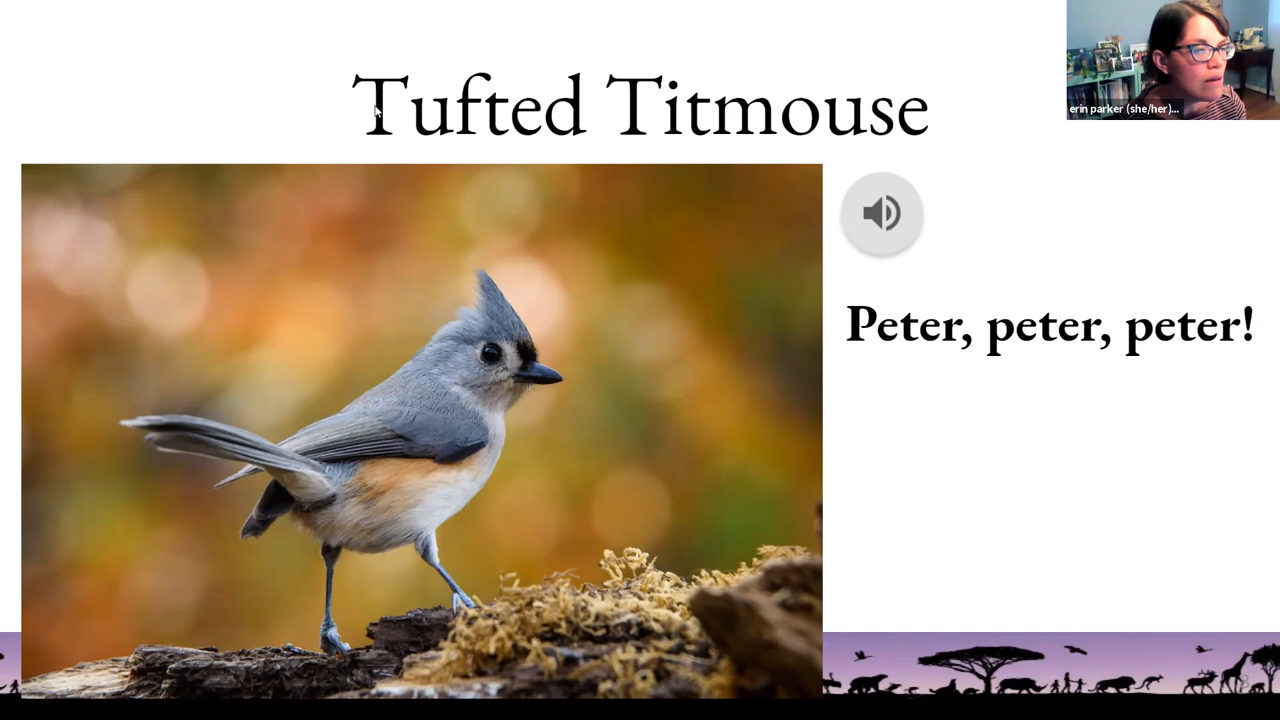 Tufted Titmouse
erin parker (she/her)...
Peter, peter, peter!